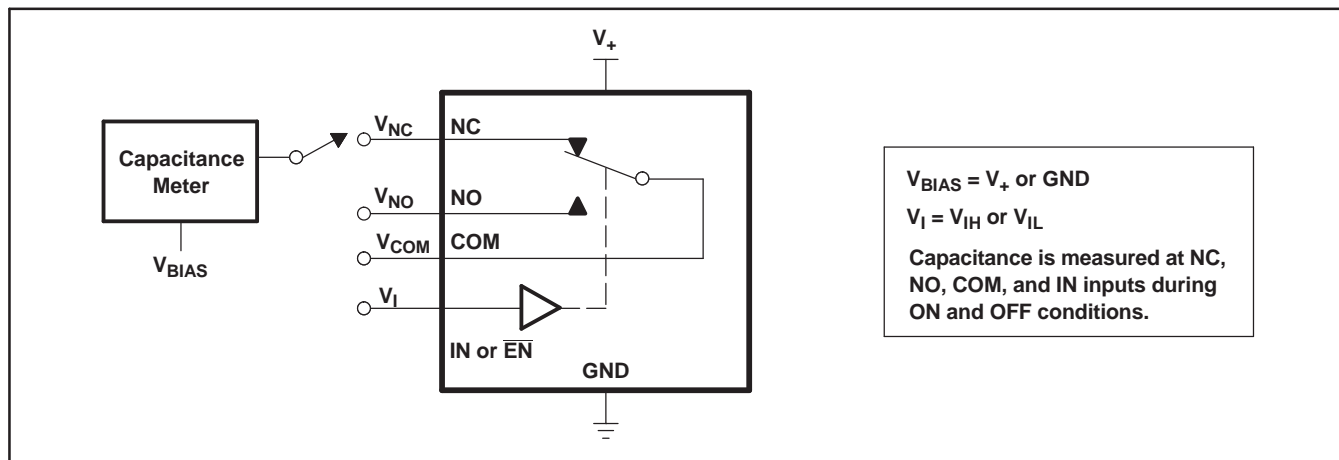 V+
Capacitance
Meter
VBIAS
VNC
NC
VNO
NO
VCOM
COM
VI
IN or E̅N̅
GND
VBIAS = V+ or GND
VI = VIH or VIL
Capacitance is measured at NC,
NO, COM, and IN inputs during
ON and OFF conditions.